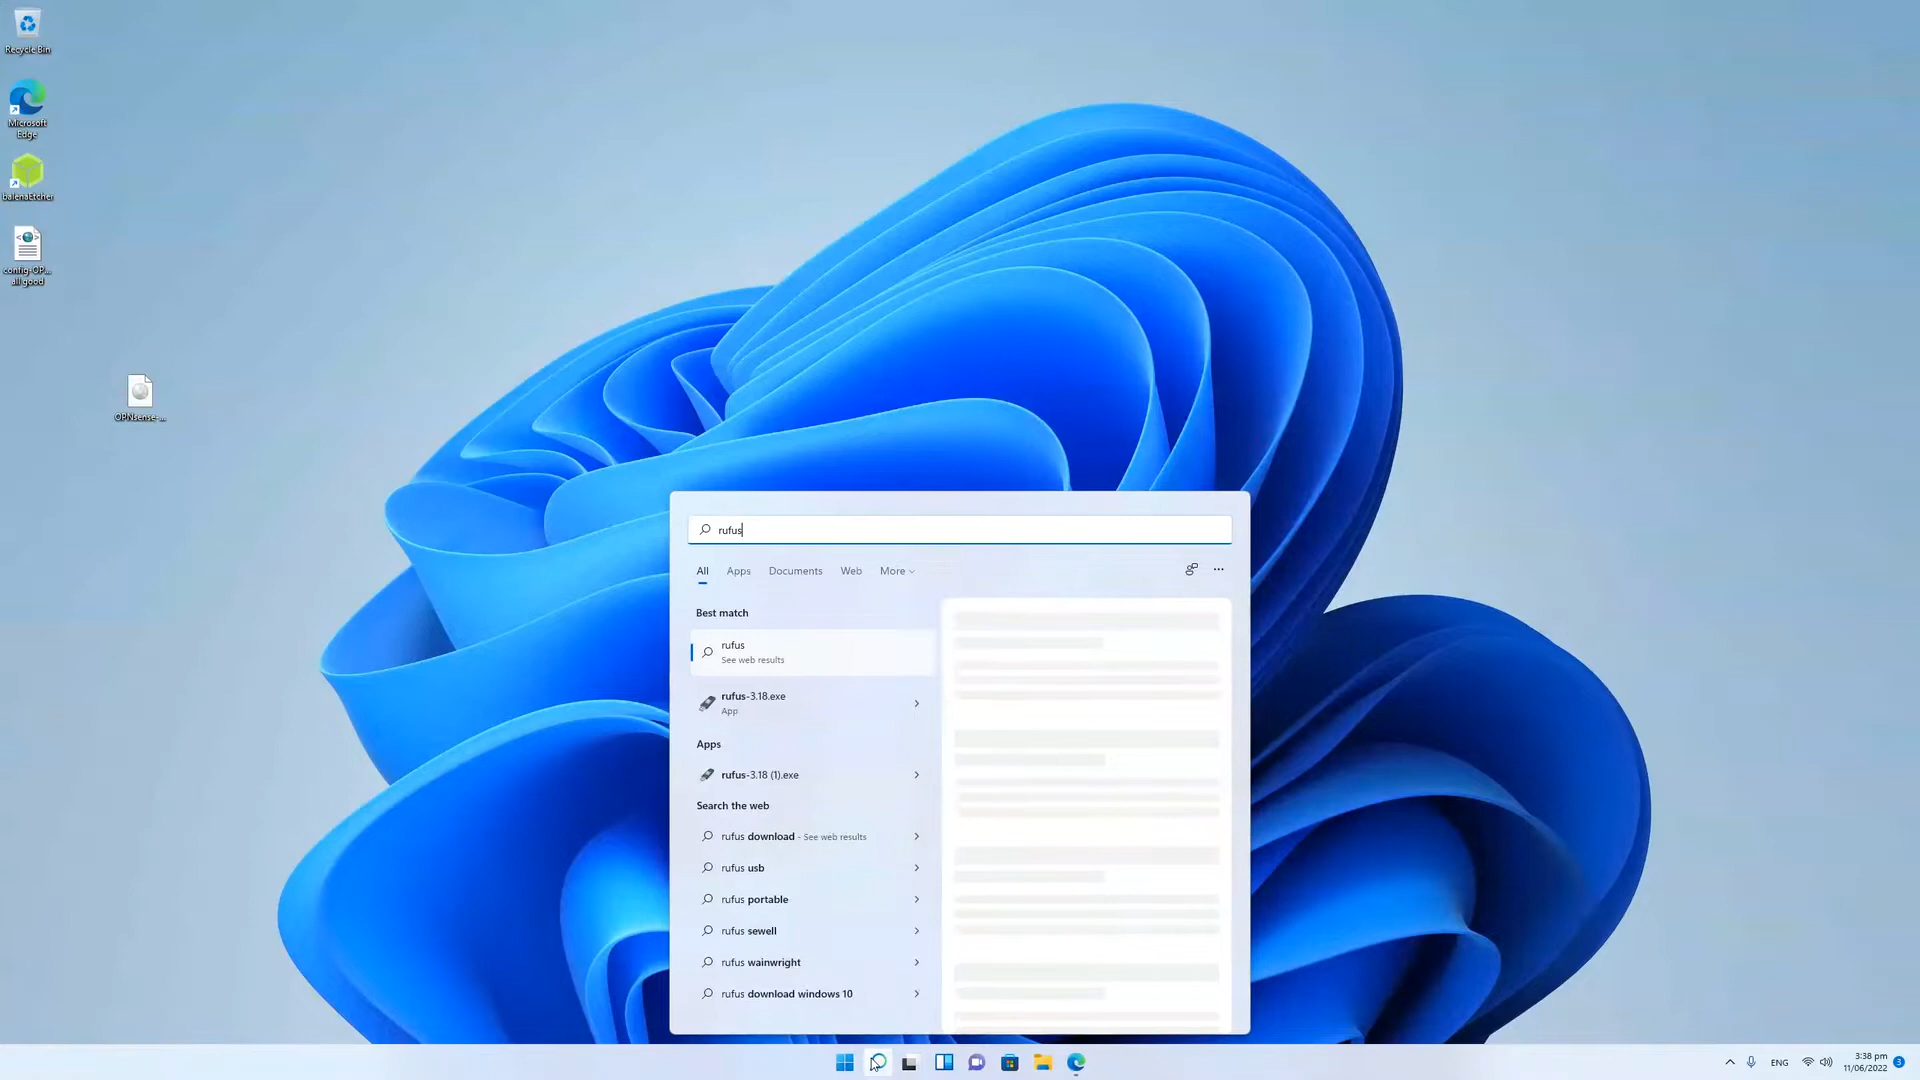 Recycle Bin
Microsoft
Edge
balenaEtcher
config-OP...
all good
OPNsense-...
rufus
All
Apps
Documents
Web
More
Best match
rufus
See web results
rufus-3.18.exe
App
Apps
rufus-3.18 (1).exe
Search the web
rufus download - See web results
rufus usb
rufus portable
rufus sewell
rufus wainwright
rufus download windows 10
ENG
3:38 pm
11/06/2022
3